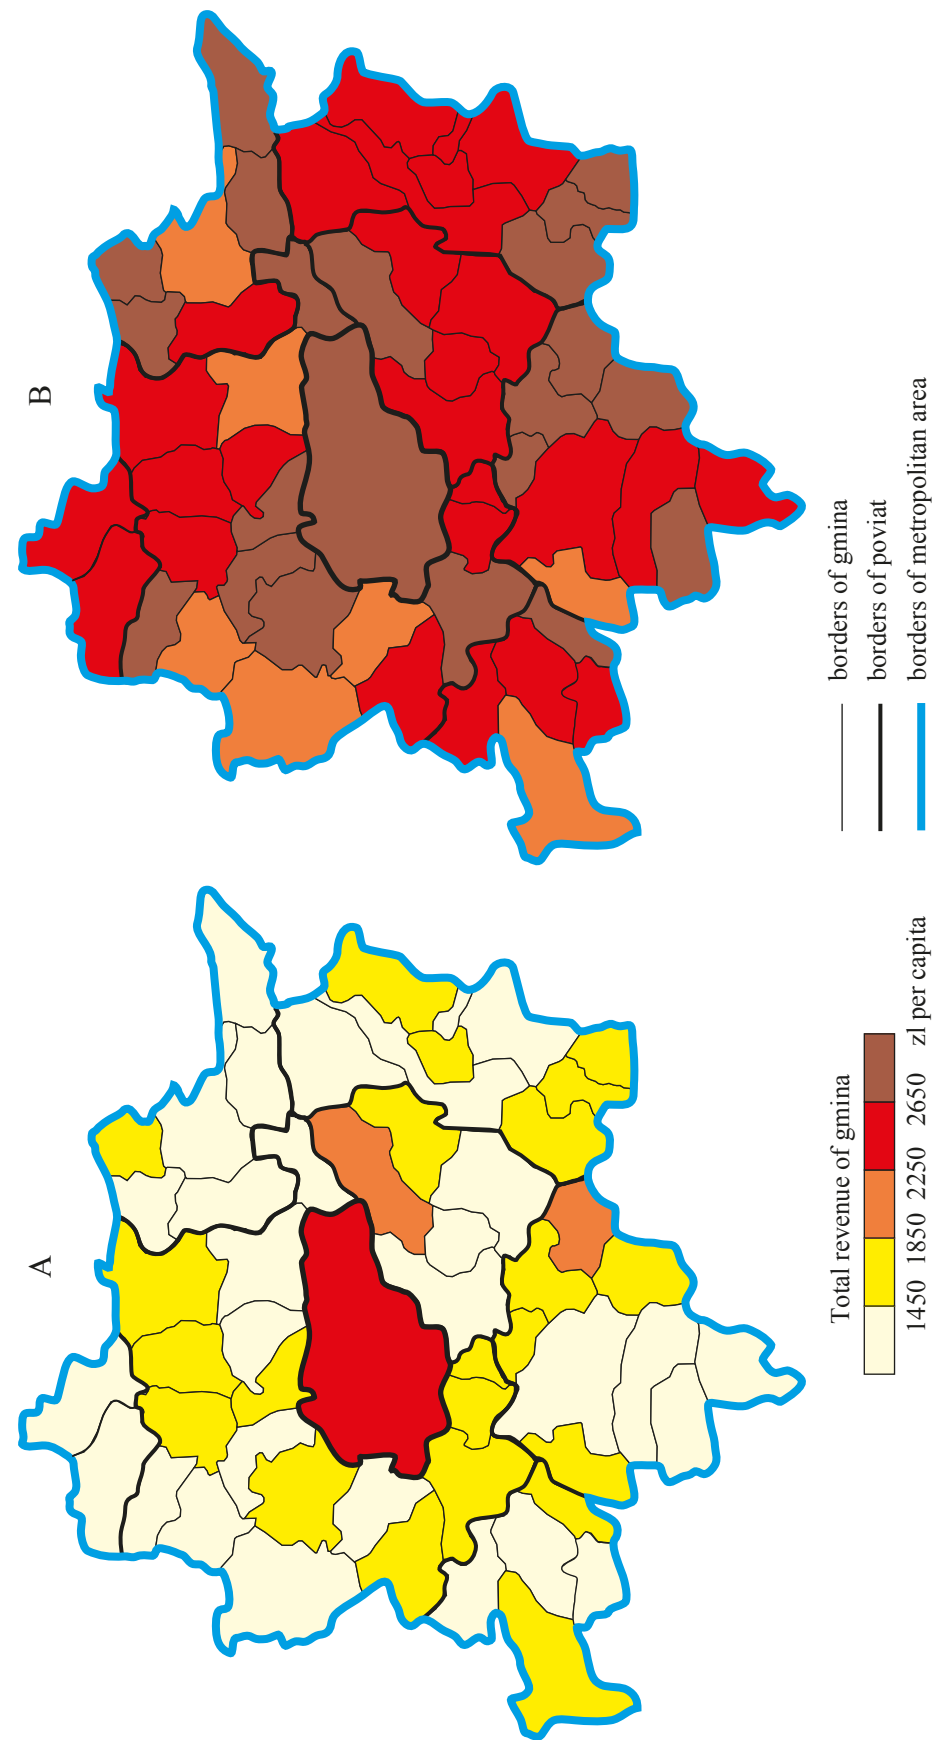 A
B
Total revenue of gmina
1450 1850 2250 2650 zl per capita
borders of gmina
borders of poviat
borders of metropolitan area